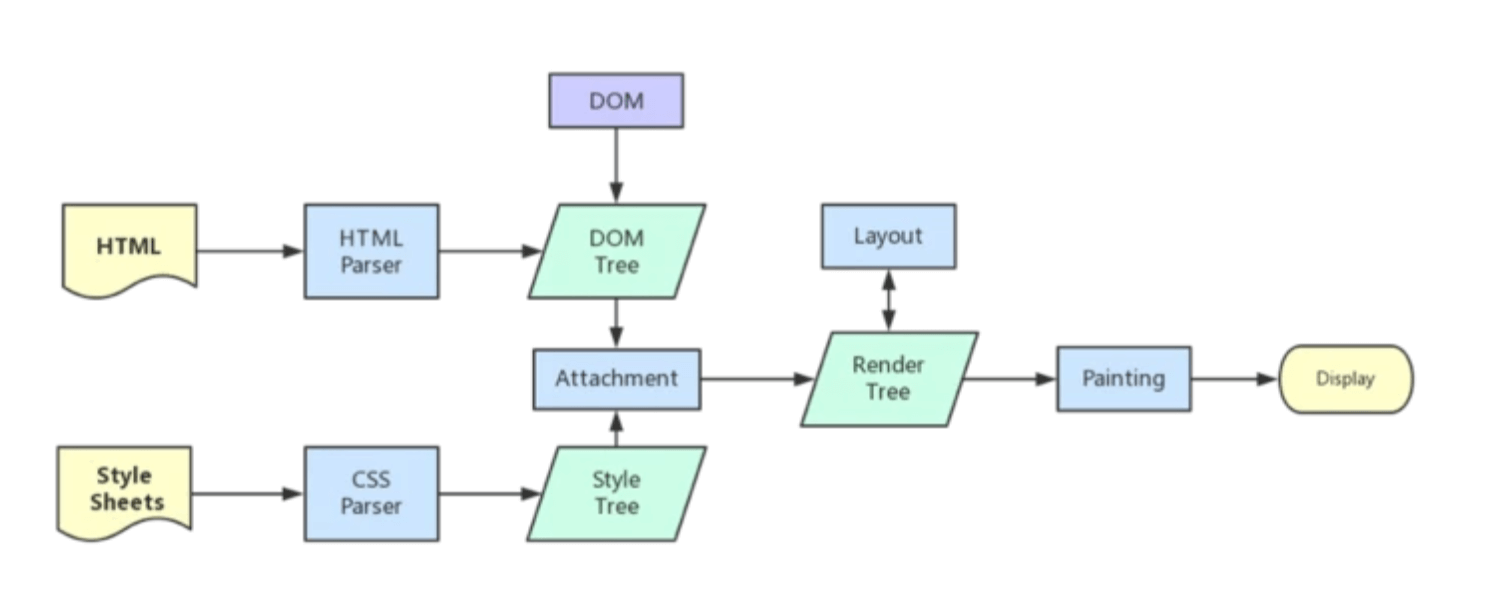 DOM
HTML
HTML
Parser
DOM
Tree
Layout
Attachment
Render
Tree
Painting
Display
Style
Sheets
CSS
Parser
Style
Tree